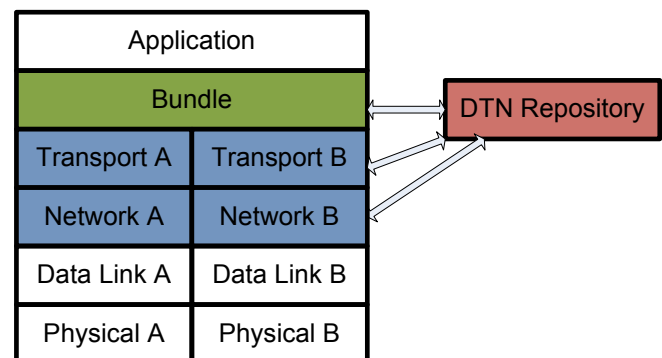 Application
Bundle
DTN Repository
Transport A
Transport B
Network A
Network B
Data Link A
Data Link B
Physical A
Physical B